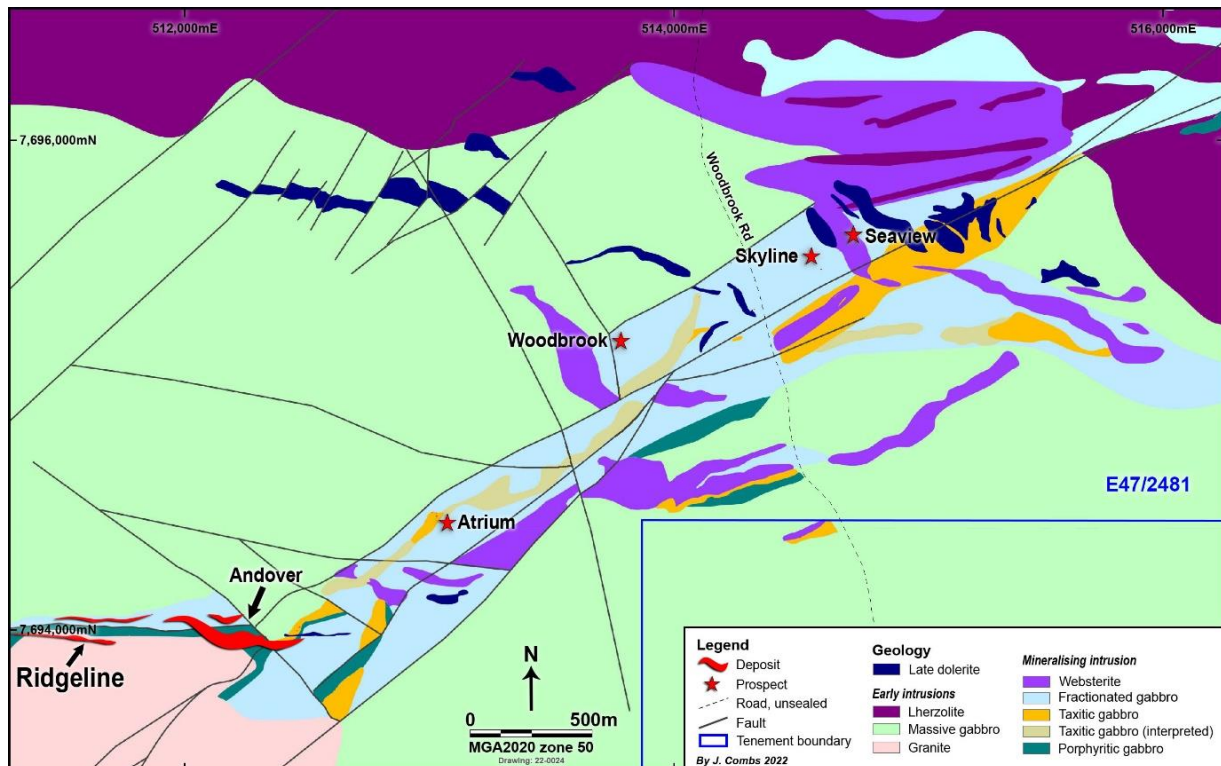 512,000mE
514,000mE
516,000mE
7,696,000mN
Woodbrook Rd
Seaview
Skyline
Woodbrook
E47/2481
Atrium
Andover
7,694,000mN
Ridgeline
N
0 500m
MGA2020 zone 50
Drawing: 22-0024
Legend
Deposit
Prospect
Road, unsealed
Fault
Tenement boundary
By J. Combs 2022
Geology
Late dolerite
Early intrusions
Lherzolite
Massive gabbro
Granite
Mineralising intrusion
Websterite
Fractionated gabbro
Taxitic gabbro
Taxitic gabbro (interpreted)
Porphyritic gabbro